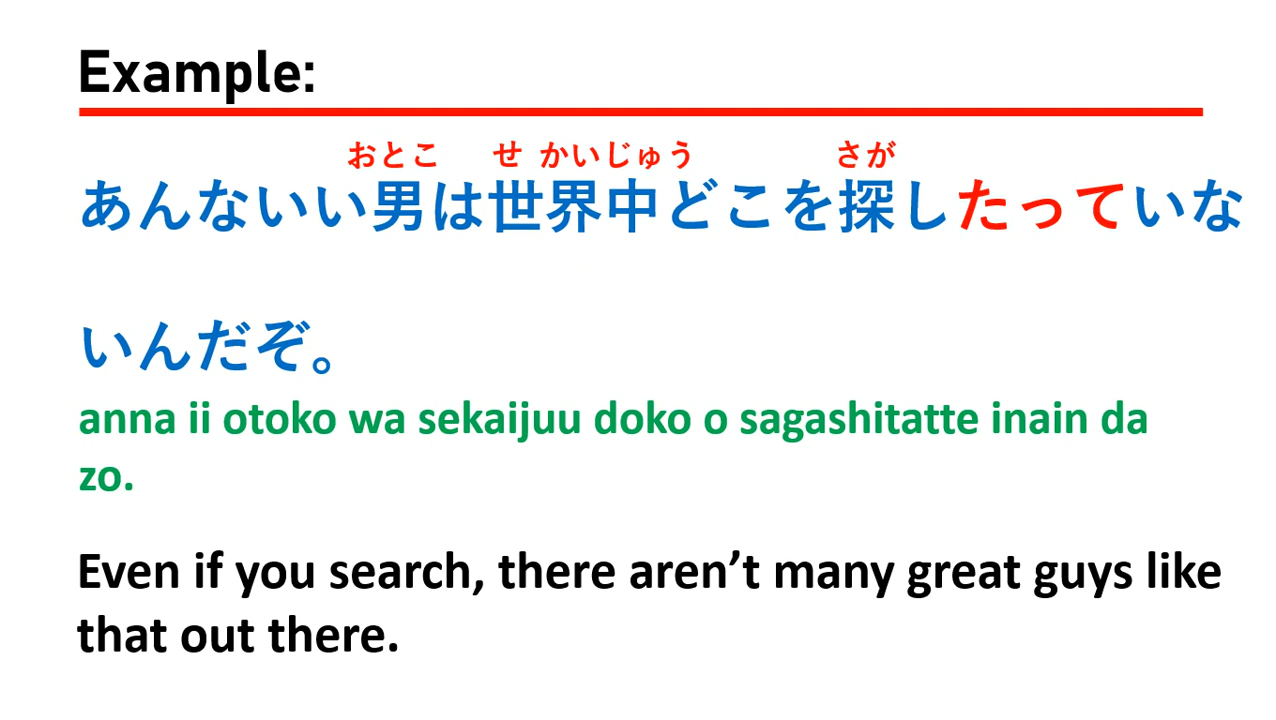 Example:
おとこ せ かいじゅう さが
あんないい男は世界中どこを探したっていな
いんだぞ。
anna ii otoko wa sekaijuu doko o sagashitatte inain da
zo.
Even if you search, there aren’t many great guys like
that out there.